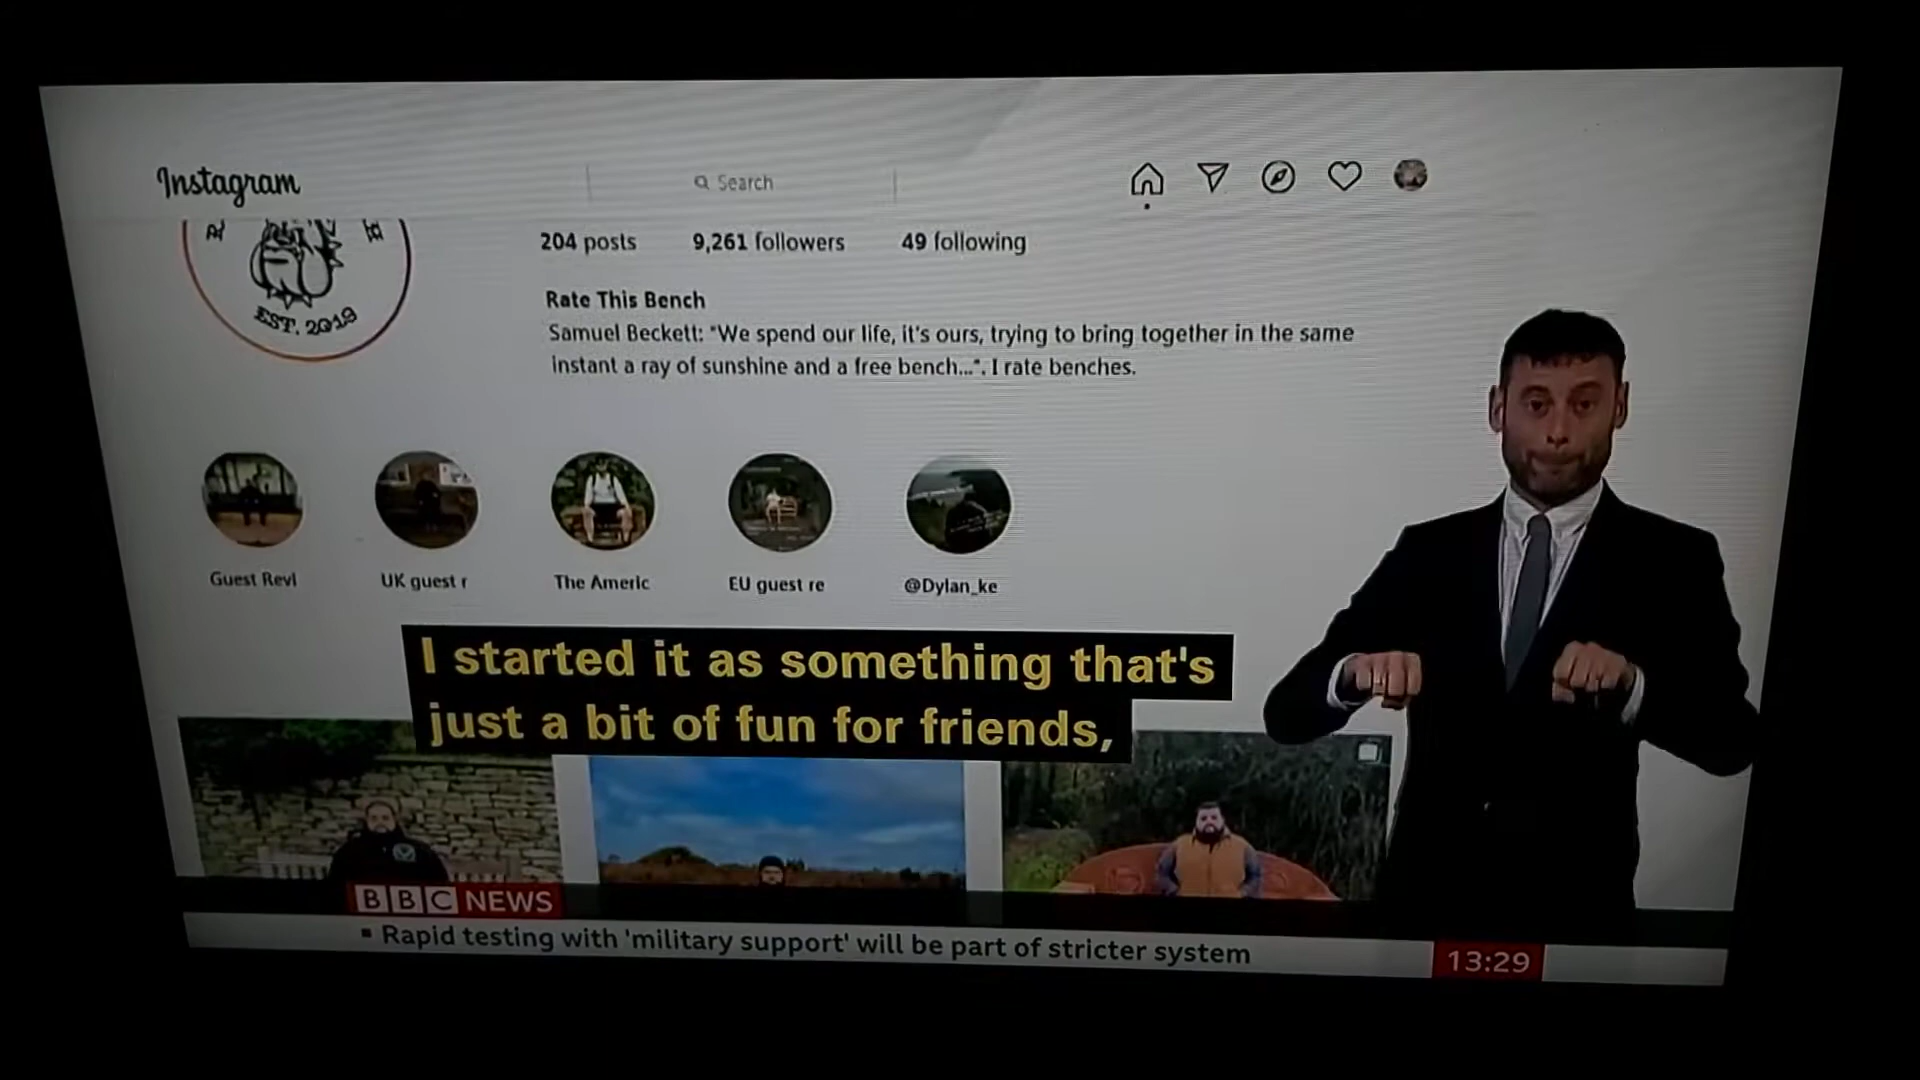 Instagram
Search
204 posts 9,261 followers 49 following
EST. 2019
Rate This Bench
Samuel Beckett: "We spend our life, it's ours, trying to bring together in the same
instant a ray of sunshine and a free bench...". I rate benches.
Guest Revi UK guest r The Americ EU guest re @Dylan_ke
I started it as something that's
just a bit of fun for friends,
BBC NEWS
Rapid testing with 'military support' will be part of stricter system
13:29